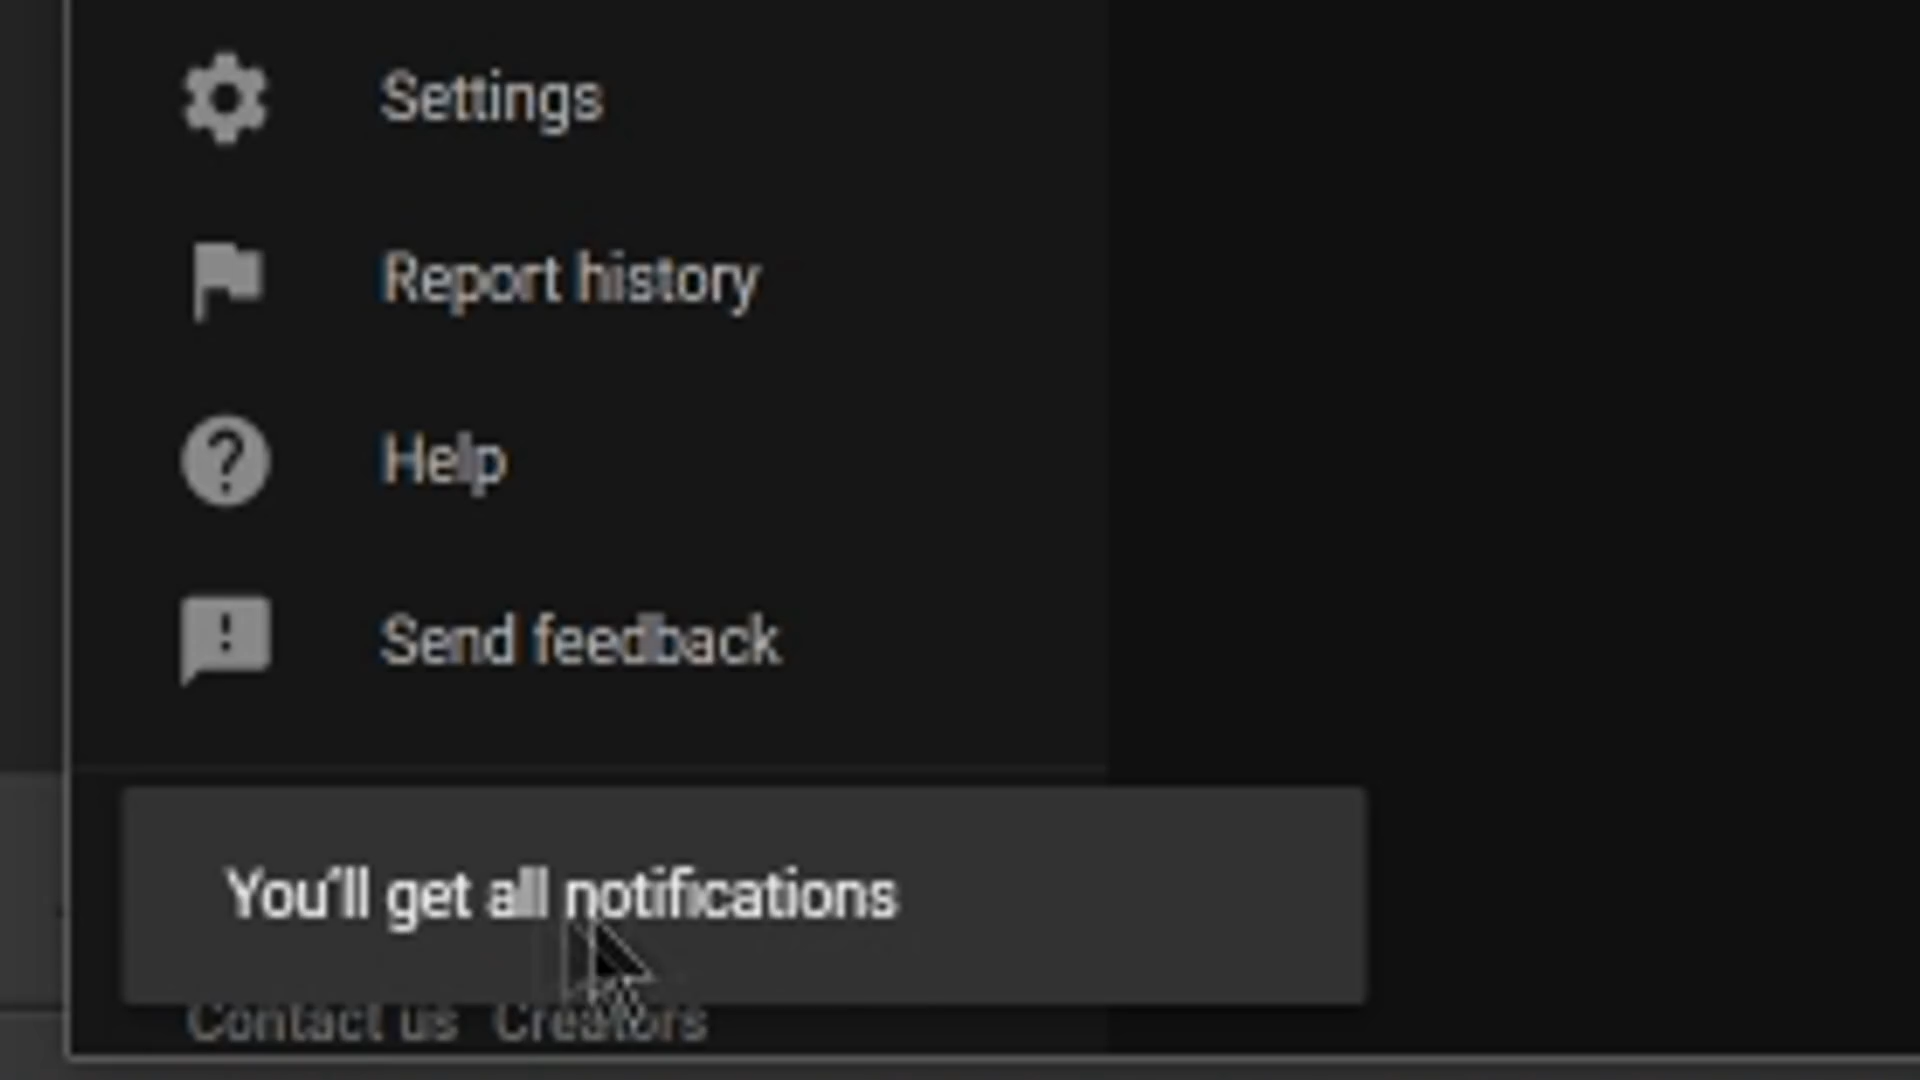 Settings
Report history
Help
Send feedback
You'll get all notifications
Contact us Creators